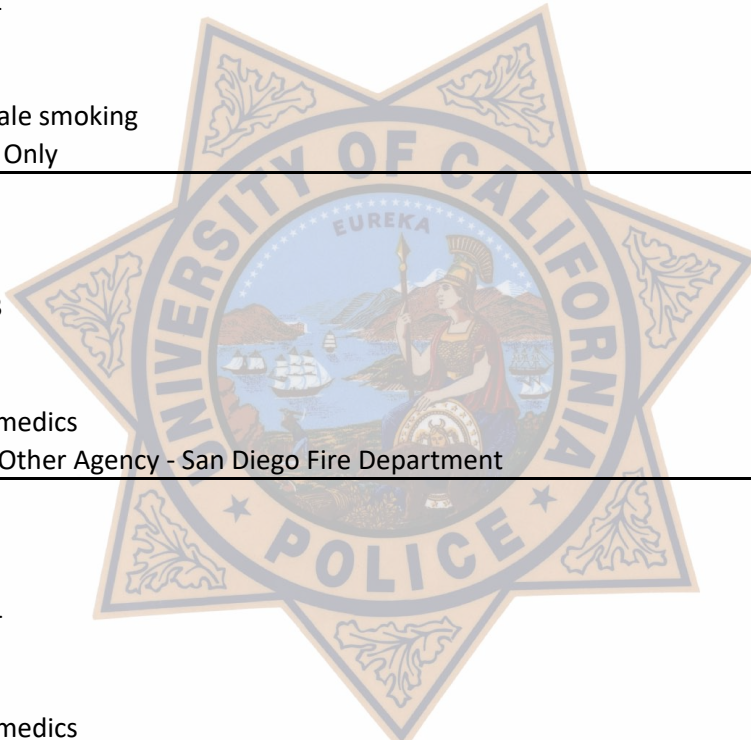 ale smoking
Only
UNIVERSITY OF CALIFORNIA
EUREKA
medics
Other Agency - San Diego Fire Department
POLICE
medics